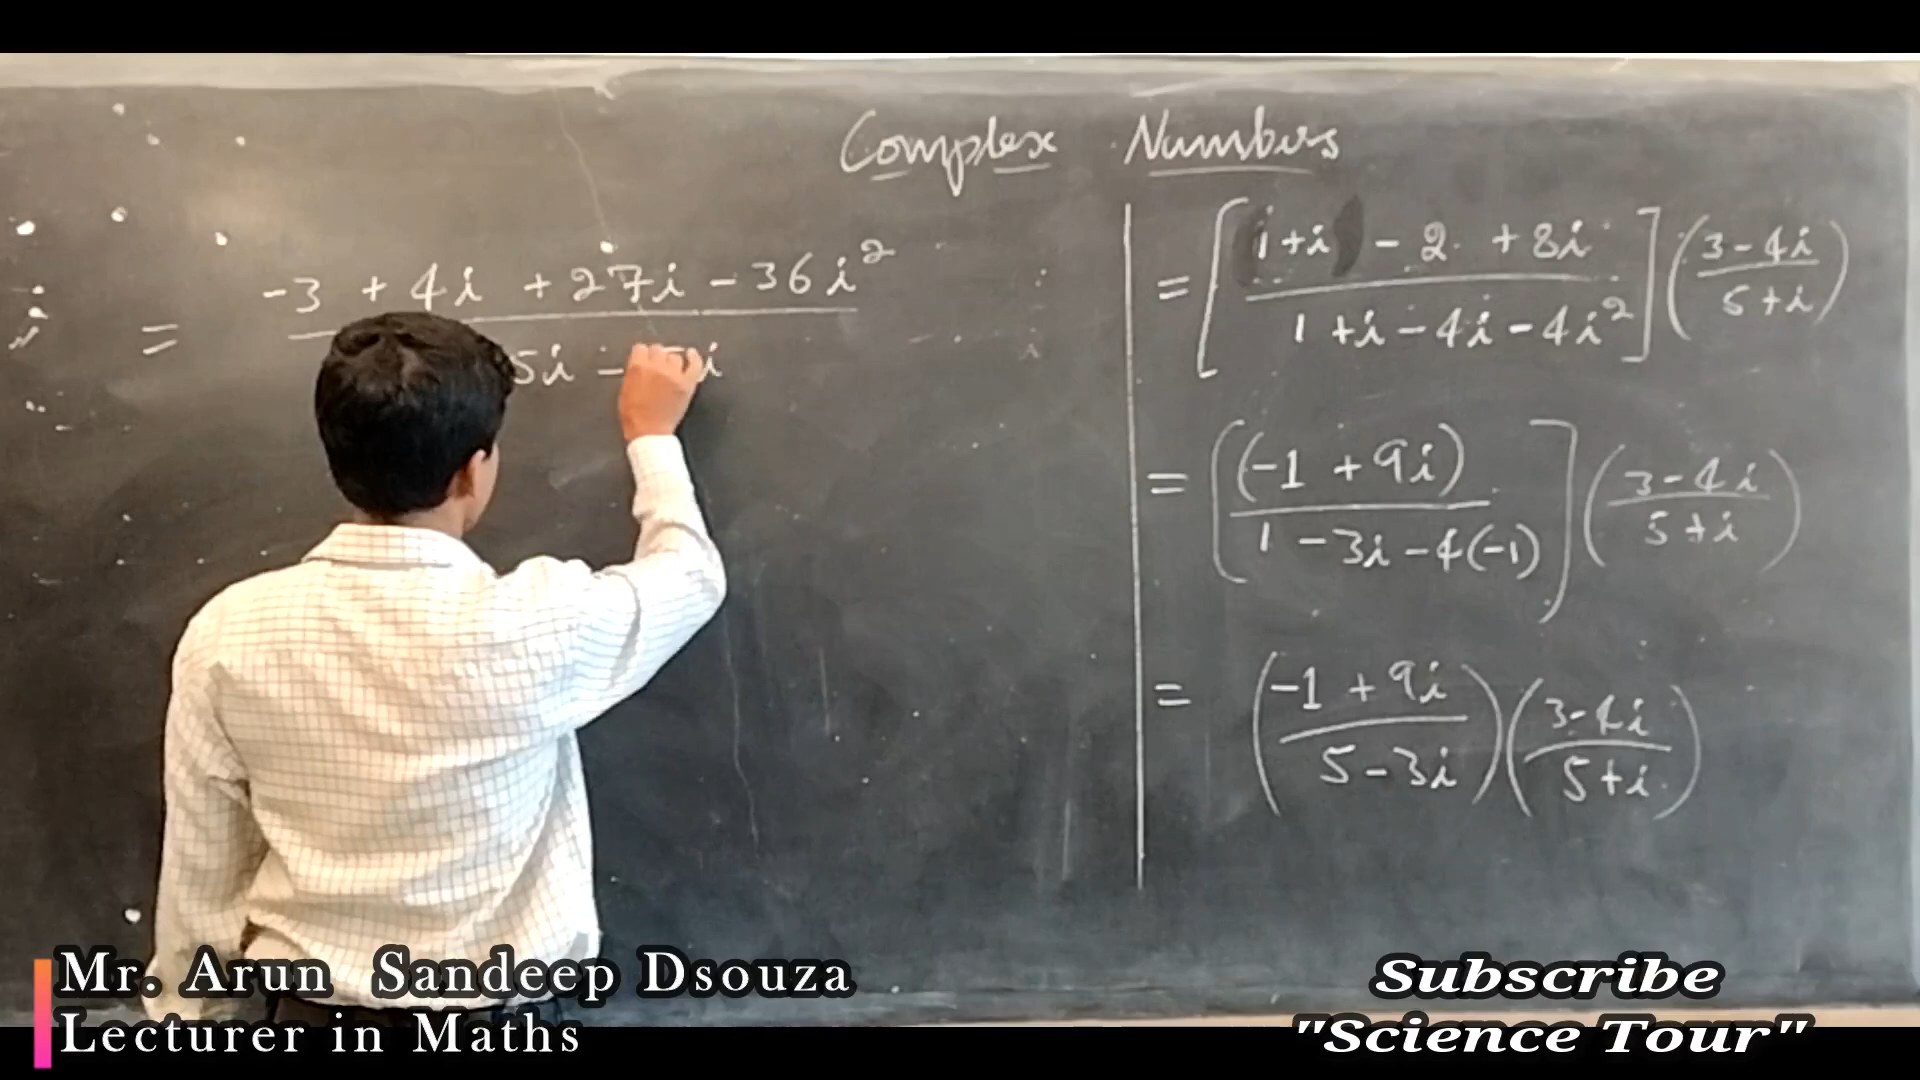 Complex Numbers
= -3 + 4i + 27i - 36i²
5i - i
= [ (1+i) - 2 + 8i / 1 + i - 4i - 4i² ] ( 3 - 4i / 5 + i )
= [ (-1 + 9i) / 1 - 3i - 4(-1) ] ( 3 - 4i / 5 + i )
= ( -1 + 9i / 5 - 3i ) ( 3 - 4i / 5 + i )
Mr. Arun Sandeep Dsouza
Lecturer in Maths
Subscribe
"Science Tour"